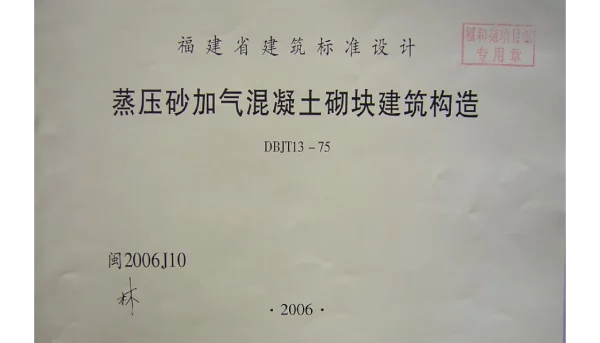 福建省建筑标准设计
专用章
蒸压砂加气混凝土砌块建筑构造
DBJT13-75
闽2006J10
林
·2006·